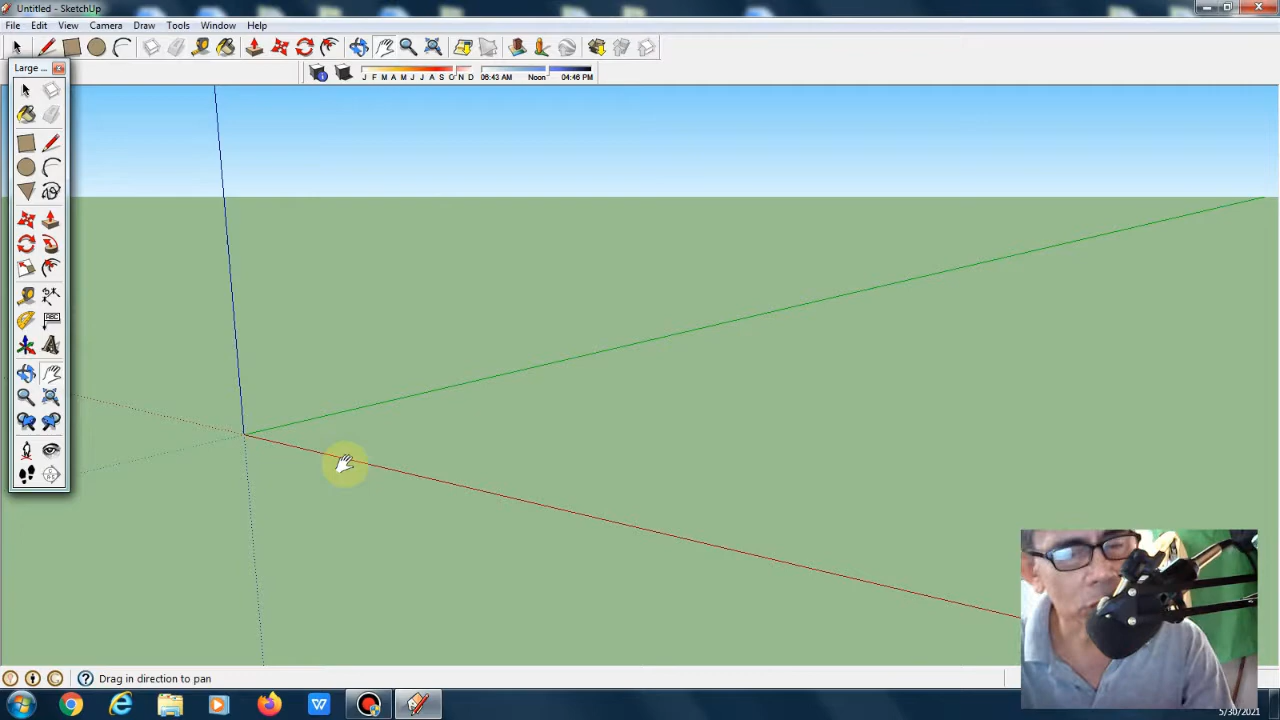 Untitled - SketchUp
File Edit View Camera Draw Tools Window Help
Large ...
J F M A M J J A S O N D 06:43 AM Noon 04:46 PM
ABC
Drag in direction to pan
5/30/2021